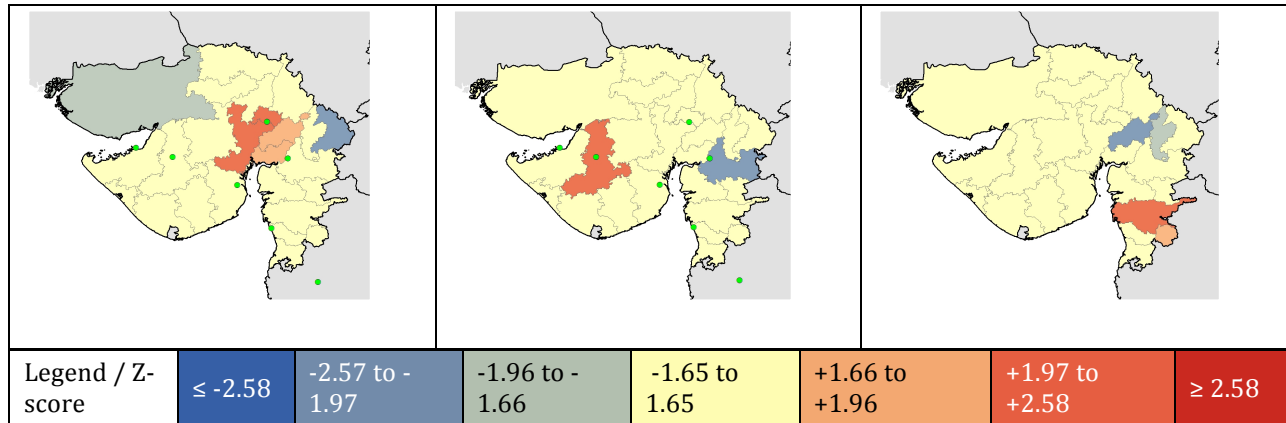 Legend / Z-
score
≤ -2.58
-2.57 to -
1.97
-1.96 to -
1.66
-1.65 to
1.65
+1.66 to
+1.96
+1.97 to
+2.58
≥ 2.58